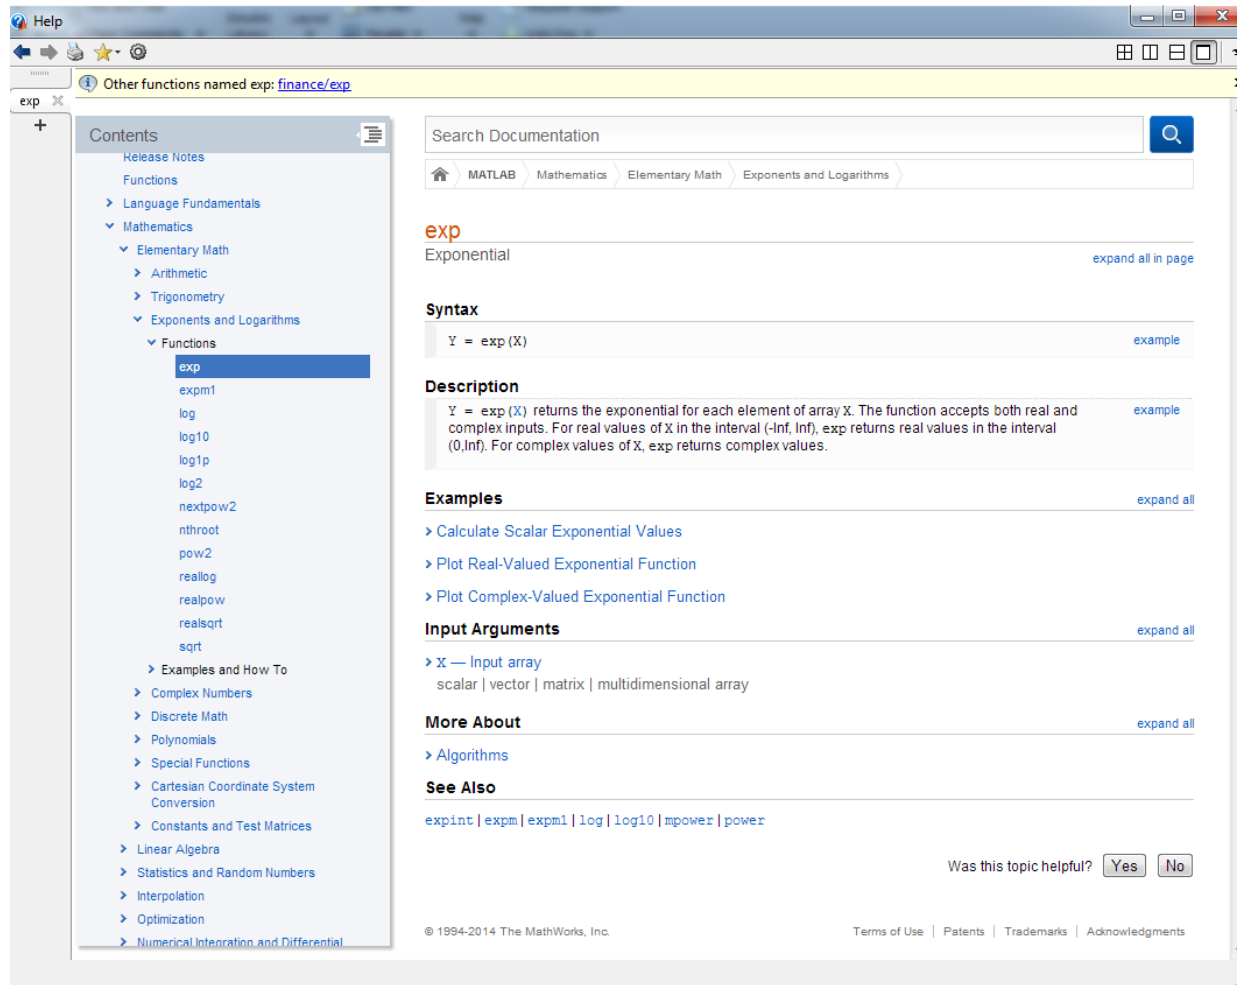 Help
Other functions named exp: finance/exp
exp
Contents
Release Notes
Functions
Language Fundamentals
Mathematics
Elementary Math
Arithmetic
Trigonometry
Exponents and Logarithms
Functions
exp
expm1
log
log10
log1p
log2
nextpow2
nthroot
pow2
reallog
realpow
realsqrt
sqrt
Examples and How To
Complex Numbers
Discrete Math
Polynomials
Special Functions
Cartesian Coordinate System
Conversion
Constants and Test Matrices
Linear Algebra
Statistics and Random Numbers
Interpolation
Optimization
Numerical Integration and Differential
Search Documentation
MATLAB Mathematics Elementary Math Exponents and Logarithms
exp
Exponential
expand all in page
Syntax
Y = exp(X) example
Description
Y = exp(X) returns the exponential for each element of array X. The function accepts both real and example
complex inputs. For real values of X in the interval (-Inf, Inf), exp returns real values in the interval
(0,Inf). For complex values of X, exp returns complex values.
Examples expand all
Calculate Scalar Exponential Values
Plot Real-Valued Exponential Function
Plot Complex-Valued Exponential Function
Input Arguments expand all
X — Input array
scalar | vector | matrix | multidimensional array
More About expand all
Algorithms
See Also
expint | expm | expm1 | log | log10 | mpower | power
Was this topic helpful? Yes No
© 1994-2014 The MathWorks, Inc. Terms of Use | Patents | Trademarks | Acknowledgments